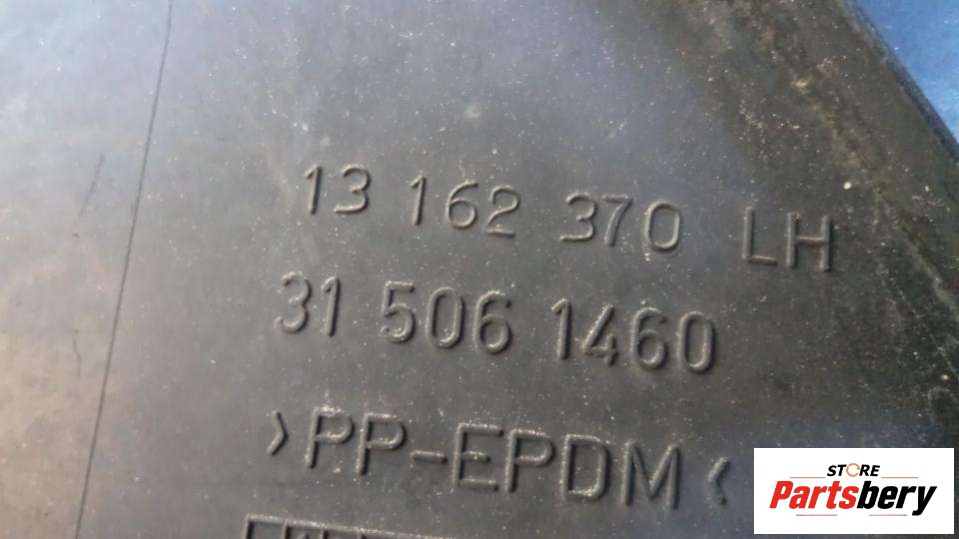 13 162 370 LH
31 506 1460
>PP-EPDM<
STORE
Partsbery